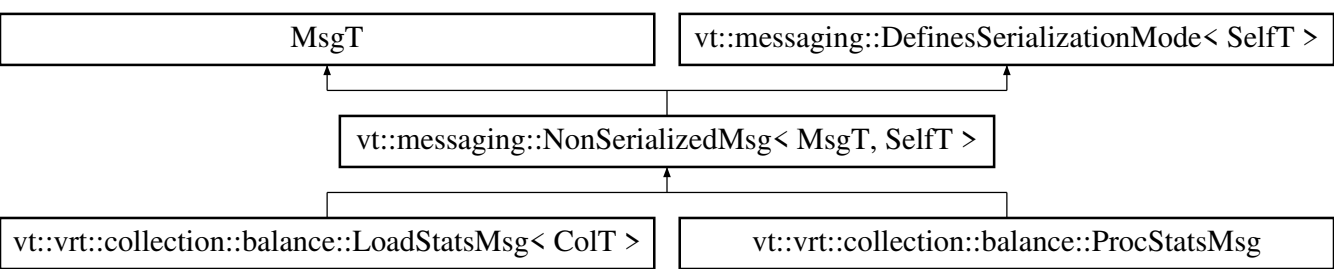 MsgT
vt::messaging::DefinesSerializationMode< SelfT >
vt::messaging::NonSerializedMsg< MsgT, SelfT >
vt::vrt::collection::balance::LoadStatsMsg< ColT >
vt::vrt::collection::balance::ProcStatsMsg